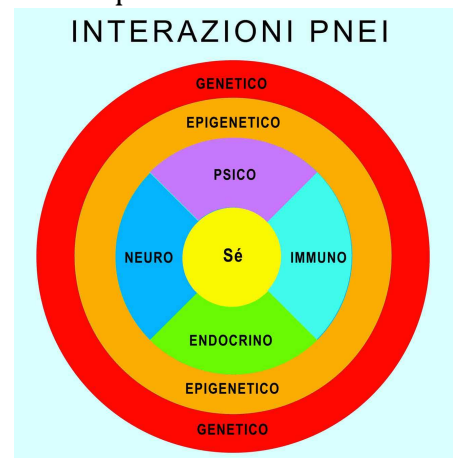 INTERAZIONI PNEI
GENETICO
EPIGENETICO
PSICO
NEURO
Sé
IMMUNO
ENDOCRINO
EPIGENETICO
GENETICO